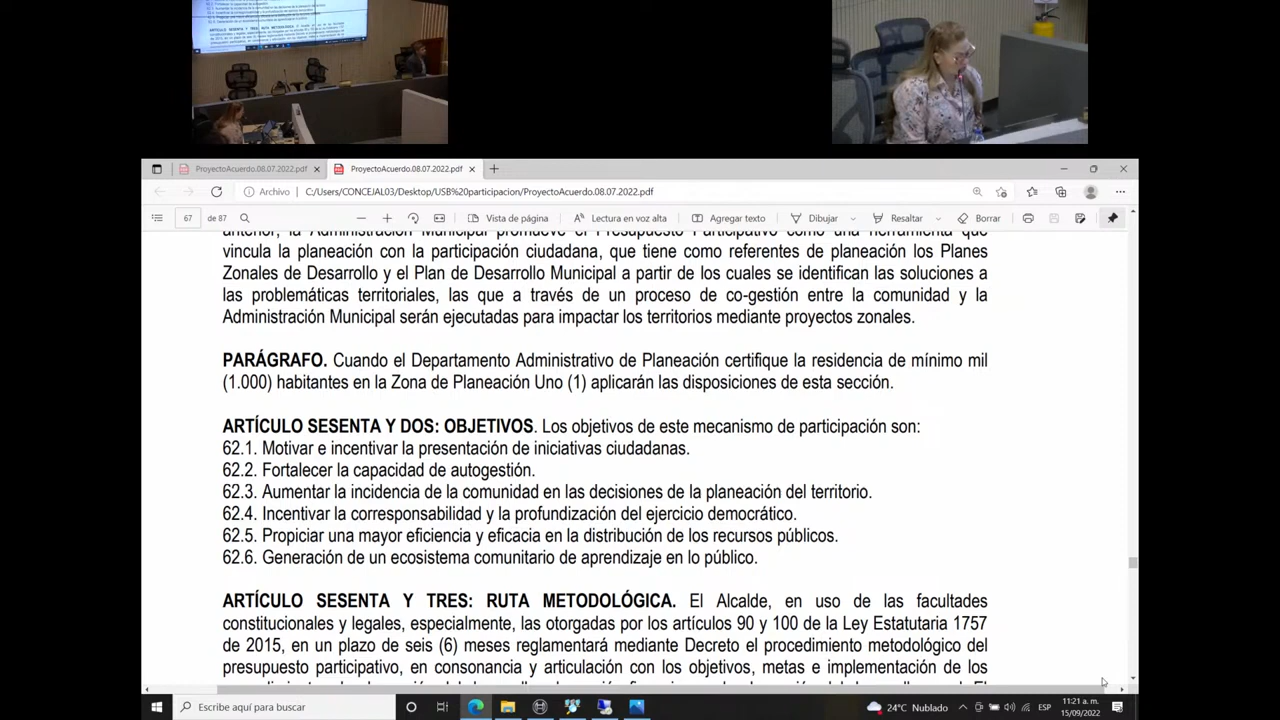 ProyectoAcuerdo.08.07.2022.pdf
ProyectoAcuerdo.08.07.2022.pdf
Archivo C:/Users/CONCEJAL03/Desktop/USB%20participacion/ProyectoAcuerdo.08.07.2022.pdf
67 de 87 Vista de página Lectura en voz alta Agregar texto Dibujar Resaltar Borrar
anterior, la Administración Municipal promueve el Presupuesto Participativo como una herramienta que
vincula la planeación con la participación ciudadana, que tiene como referentes de planeación los Planes
Zonales de Desarrollo y el Plan de Desarrollo Municipal a partir de los cuales se identifican las soluciones a
las problemáticas territoriales, las que a través de un proceso de co-gestión entre la comunidad y la
Administración Municipal serán ejecutadas para impactar los territorios mediante proyectos zonales.
PARÁGRAFO. Cuando el Departamento Administrativo de Planeación certifique la residencia de mínimo mil
(1.000) habitantes en la Zona de Planeación Uno (1) aplicarán las disposiciones de esta sección.
ARTÍCULO SESENTA Y DOS: OBJETIVOS. Los objetivos de este mecanismo de participación son:
62.1. Motivar e incentivar la presentación de iniciativas ciudadanas.
62.2. Fortalecer la capacidad de autogestión.
62.3. Aumentar la incidencia de la comunidad en las decisiones de la planeación del territorio.
62.4. Incentivar la corresponsabilidad y la profundización del ejercicio democrático.
62.5. Propiciar una mayor eficiencia y eficacia en la distribución de los recursos públicos.
62.6. Generación de un ecosistema comunitario de aprendizaje en lo público.
ARTÍCULO SESENTA Y TRES: RUTA METODOLÓGICA. El Alcalde, en uso de las facultades
constitucionales y legales, especialmente, las otorgadas por los artículos 90 y 100 de la Ley Estatutaria 1757
de 2015, en un plazo de seis (6) meses reglamentará mediante Decreto el procedimiento metodológico del
presupuesto participativo, en consonancia y articulación con los objetivos, metas e implementación de los
Escribe aquí para buscar 24°C Nublado ESP 11:21 a. m.
15/09/2022